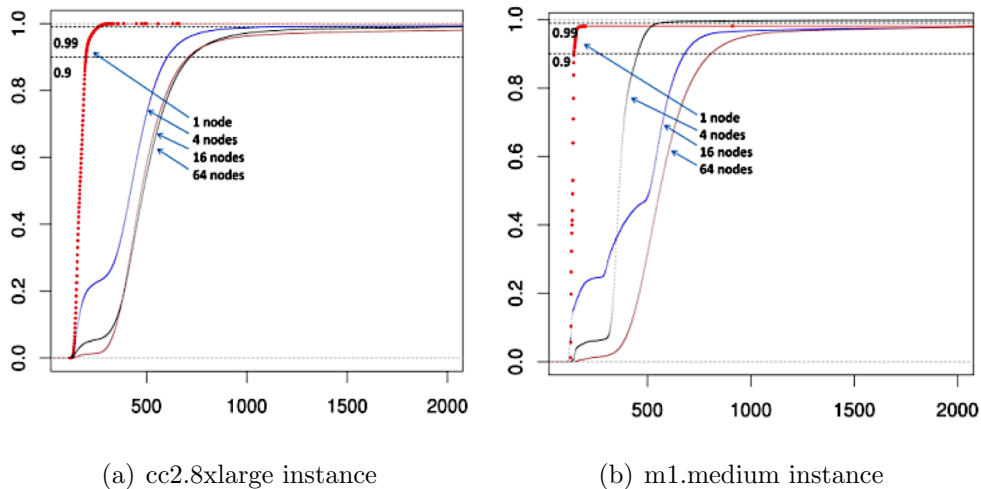 1.0
0.8
0.6
0.4
0.2
0.0
0.99
0.9
1 node
4 nodes
16 nodes
64 nodes
500
1000
1500
2000
(a) cc2.8xlarge instance
1.0
0.8
0.6
0.4
0.2
0.0
0.99
0.9
1 node
4 nodes
16 nodes
64 nodes
500
1000
1500
2000
(b) m1.medium instance